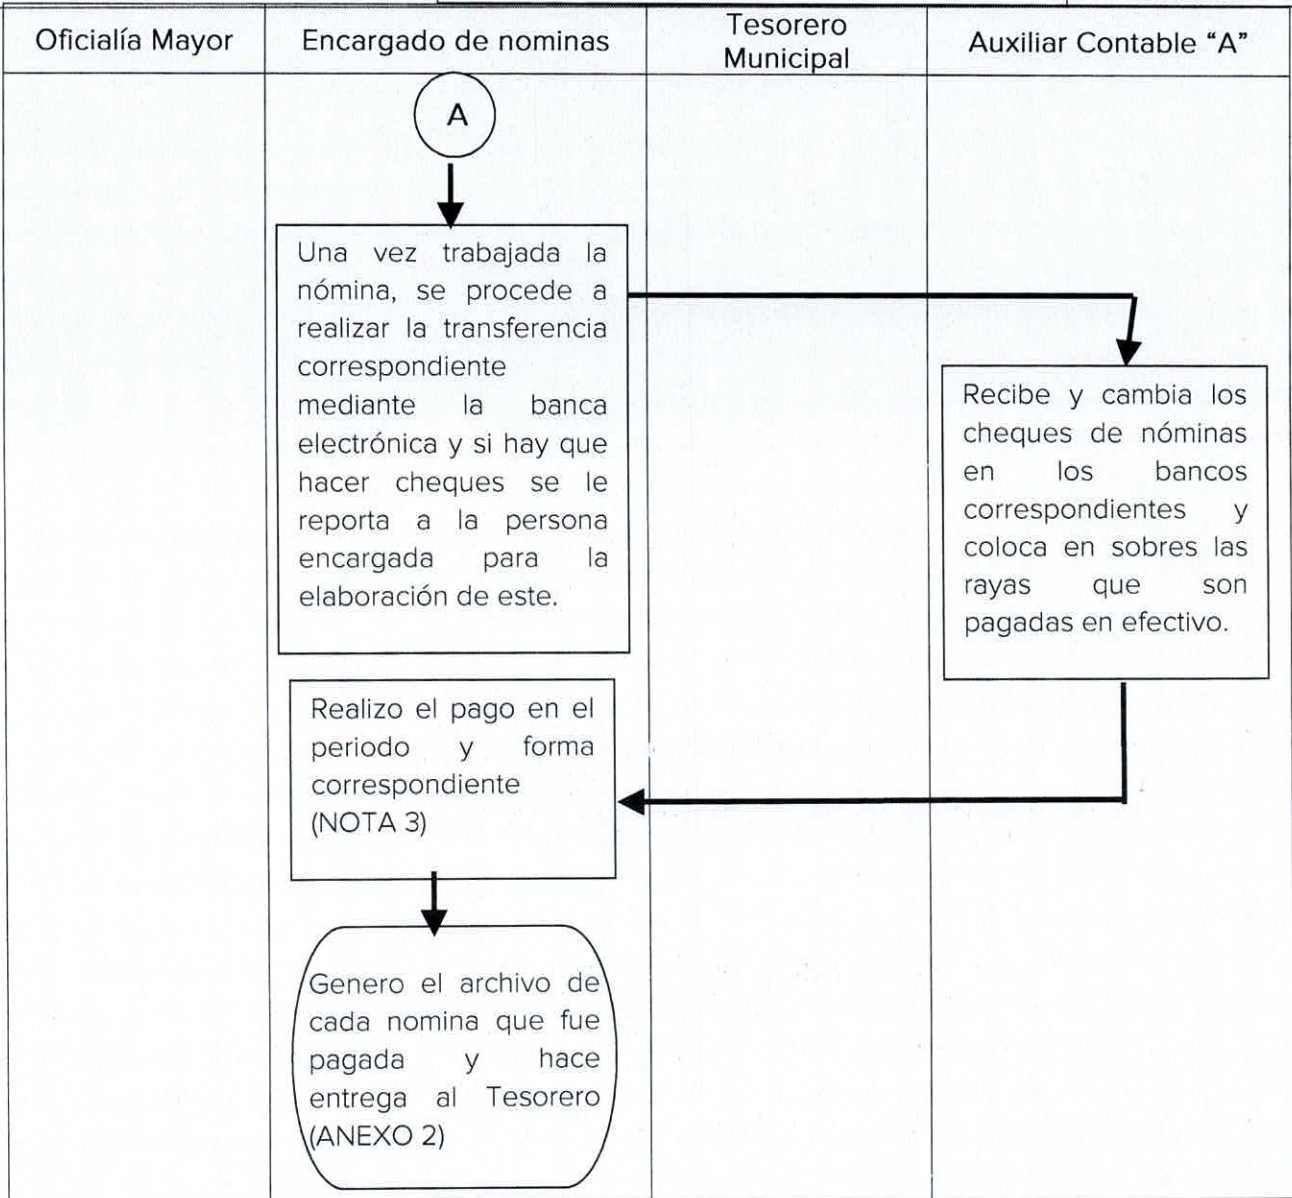 Oficialía Mayor
Encargado de nominas
Tesorero
Municipal
Auxiliar Contable “A”
A
Una vez trabajada la
nómina, se procede a
realizar la transferencia
correspondiente
mediante la banca
electrónica y si hay que
hacer cheques se le
reporta a la persona
encargada para la
elaboración de este.
Recibe y cambia los
cheques de nóminas
en los bancos
correspondientes y
coloca en sobres las
rayas que son
pagadas en efectivo.
Realizo el pago en el
periodo y forma
correspondiente
(NOTA 3)
Genero el archivo de
cada nomina que fue
pagada y hace
entrega al Tesorero
(ANEXO 2)